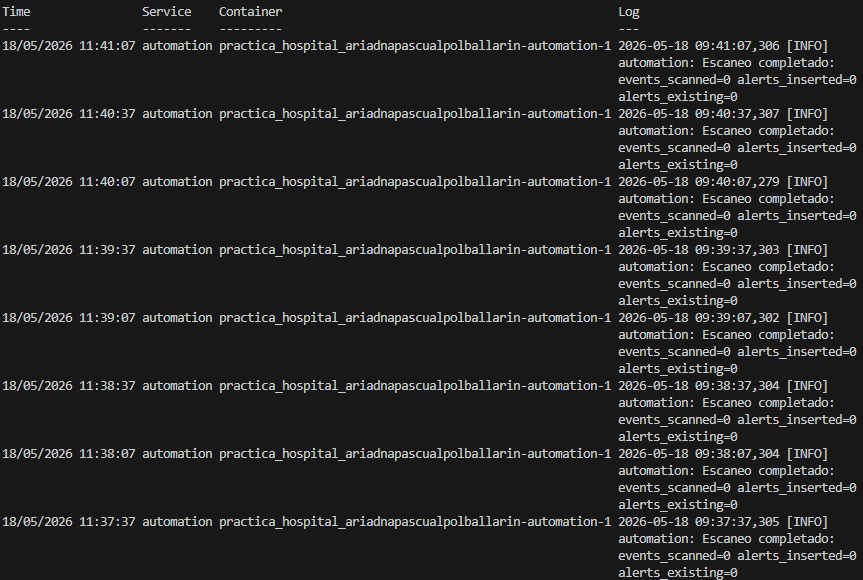 Time Service Container Log
---- ------- --------- ---
18/05/2026 11:41:07 automation practica_hospital_ariadnapascualpolballarin-automation-1 2026-05-18 09:41:07,306 [INFO]
automation: Escaneo completado:
events_scanned=0 alerts_inserted=0
alerts_existing=0
18/05/2026 11:40:37 automation practica_hospital_ariadnapascualpolballarin-automation-1 2026-05-18 09:40:37,307 [INFO]
automation: Escaneo completado:
events_scanned=0 alerts_inserted=0
alerts_existing=0
18/05/2026 11:40:07 automation practica_hospital_ariadnapascualpolballarin-automation-1 2026-05-18 09:40:07,279 [INFO]
automation: Escaneo completado:
events_scanned=0 alerts_inserted=0
alerts_existing=0
18/05/2026 11:39:37 automation practica_hospital_ariadnapascualpolballarin-automation-1 2026-05-18 09:39:37,303 [INFO]
automation: Escaneo completado:
events_scanned=0 alerts_inserted=0
alerts_existing=0
18/05/2026 11:39:07 automation practica_hospital_ariadnapascualpolballarin-automation-1 2026-05-18 09:39:07,302 [INFO]
automation: Escaneo completado:
events_scanned=0 alerts_inserted=0
alerts_existing=0
18/05/2026 11:38:37 automation practica_hospital_ariadnapascualpolballarin-automation-1 2026-05-18 09:38:37,304 [INFO]
automation: Escaneo completado:
events_scanned=0 alerts_inserted=0
alerts_existing=0
18/05/2026 11:38:07 automation practica_hospital_ariadnapascualpolballarin-automation-1 2026-05-18 09:38:07,304 [INFO]
automation: Escaneo completado:
events_scanned=0 alerts_inserted=0
alerts_existing=0
18/05/2026 11:37:37 automation practica_hospital_ariadnapascualpolballarin-automation-1 2026-05-18 09:37:37,305 [INFO]
automation: Escaneo completado:
events_scanned=0 alerts_inserted=0
alerts_existing=0